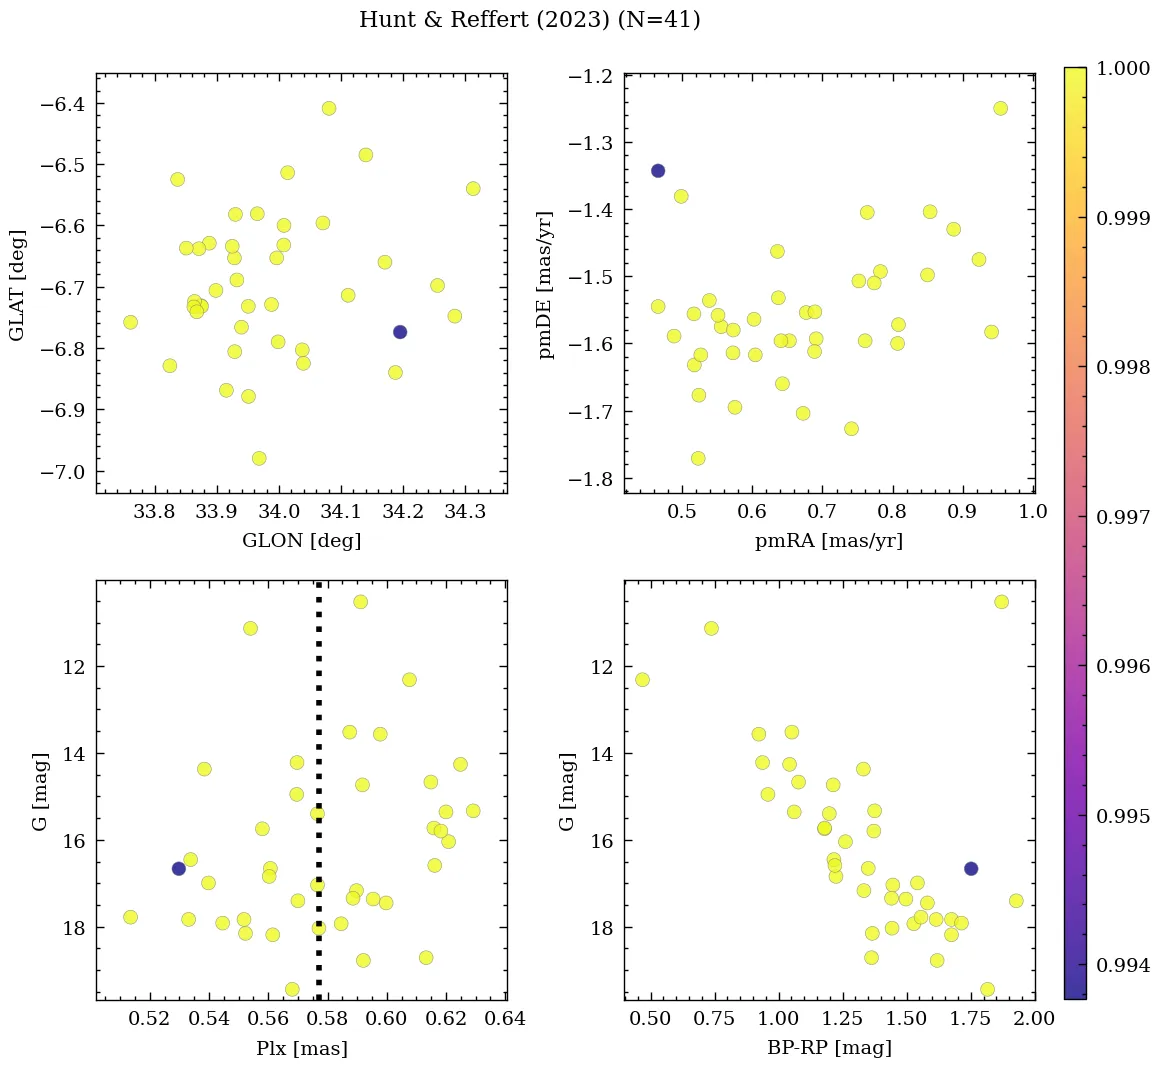 Hunt & Reffert (2023) (N=41)
−6.4
−6.5
−6.6
−6.7
−6.8
−6.9
−7.0
GLAT [deg]
33.8 33.9 34.0 34.1 34.2 34.3
GLON [deg]
−1.2
−1.3
−1.4
−1.5
−1.6
−1.7
−1.8
pmDE [mas/yr]
0.5 0.6 0.7 0.8 0.9 1.0
pmRA [mas/yr]
12
14
16
18
G [mag]
0.52 0.54 0.56 0.58 0.60 0.62 0.64
Plx [mas]
12
14
16
18
G [mag]
0.50 0.75 1.00 1.25 1.50 1.75 2.00
BP-RP [mag]
1.000
0.999
0.998
0.997
0.996
0.995
0.994